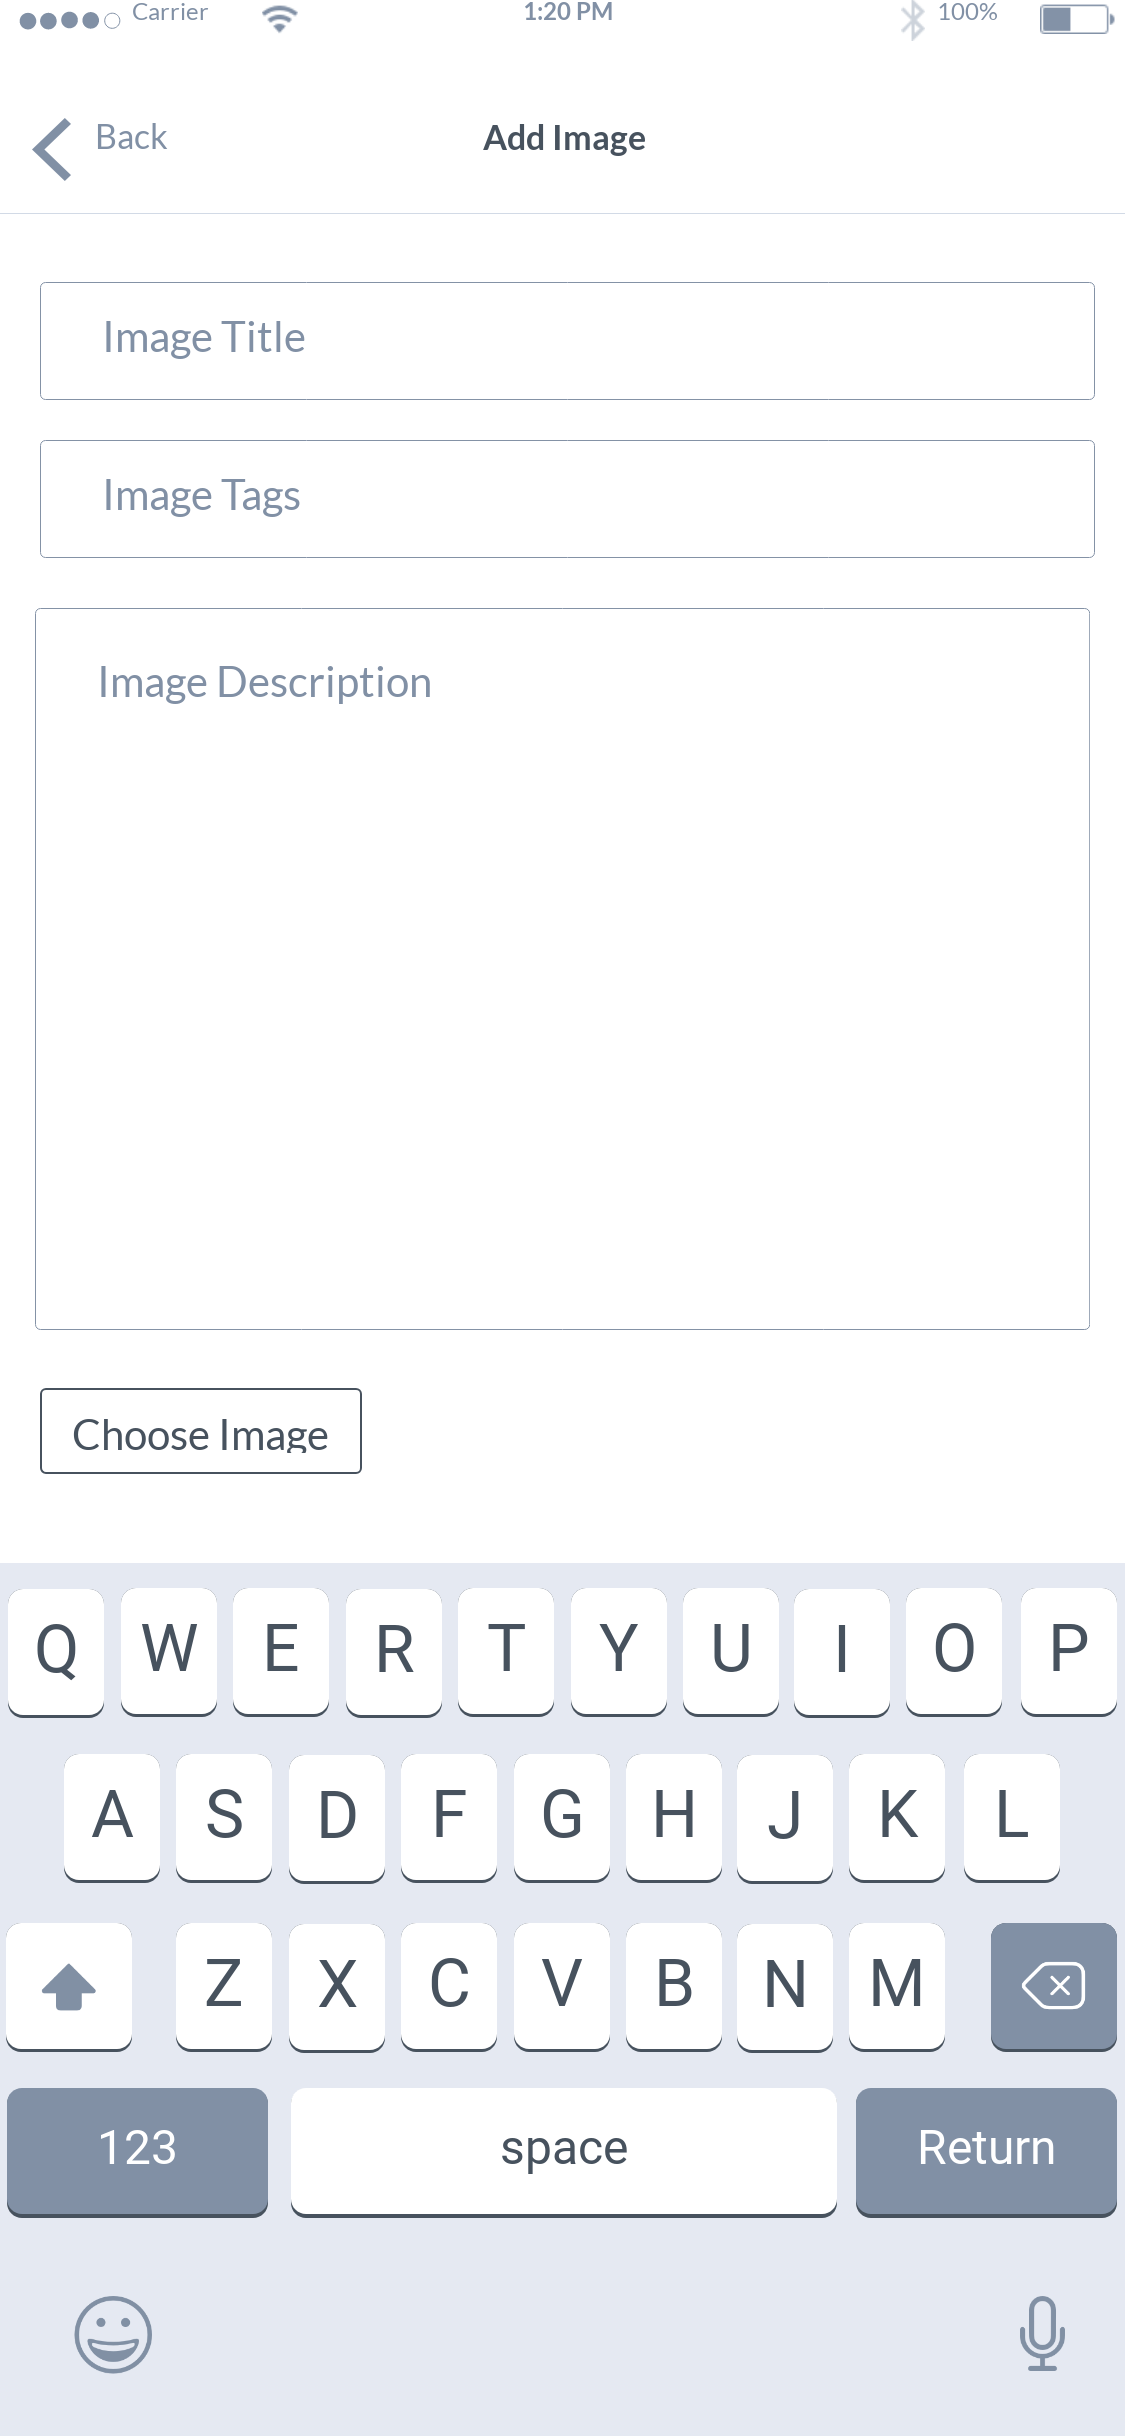 Carrier 1:20 PM 100%
Back Add Image
Image Title
Image Tags
Image Description
Choose Image
Q W E R T Y U I O P
A S D F G H J K L
Z X C V B N M
123 space Return